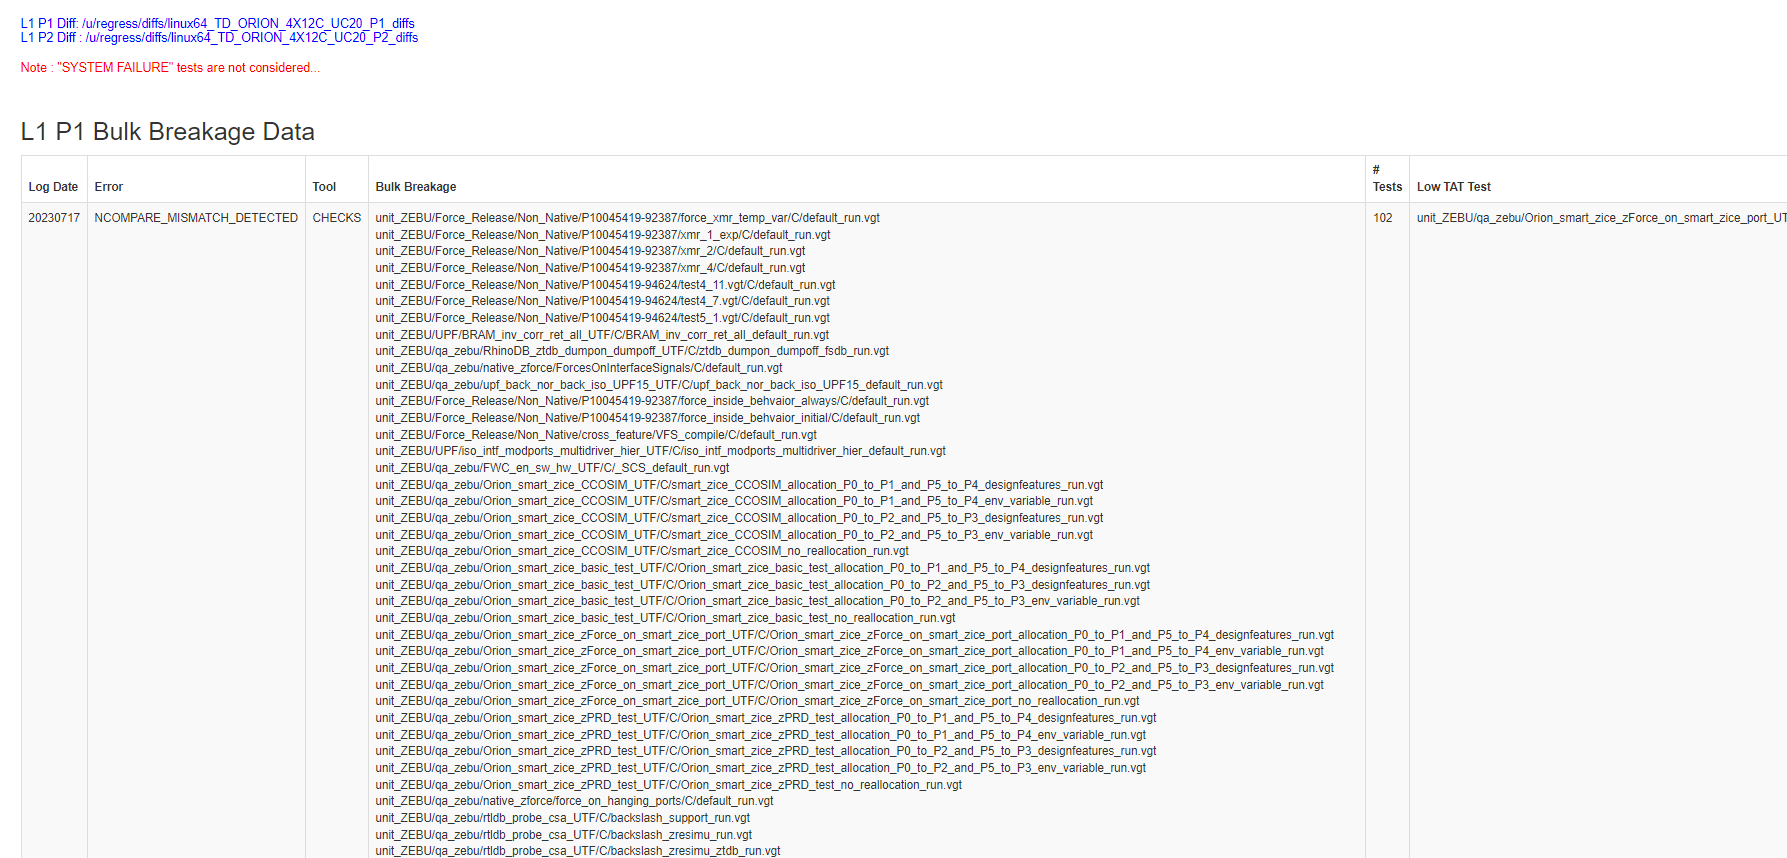 L1 P1 Diff: /u/regress/diffs/linux64_TD_ORION_4X12C_UC20_P1_diffs
L1 P2 Diff : /u/regress/diffs/linux64_TD_ORION_4X12C_UC20_P2_diffs
Note : "SYSTEM FAILURE" tests are not considered...
L1 P1 Bulk Breakage Data
Log Date Error Tool Bulk Breakage # Tests Low TAT Test
20230717 NCOMPARE_MISMATCH_DETECTED CHECKS unit_ZEBU/Force_Release/Non_Native/P10045419-92387/force_xmr_temp_var/C/default_run.vgt 102 unit_ZEBU/qa_zebu/Orion_smart_zice_zForce_on_smart_zice_port_UT
unit_ZEBU/Force_Release/Non_Native/P10045419-92387/xmr_1_exp/C/default_run.vgt
unit_ZEBU/Force_Release/Non_Native/P10045419-92387/xmr_2/C/default_run.vgt
unit_ZEBU/Force_Release/Non_Native/P10045419-92387/xmr_4/C/default_run.vgt
unit_ZEBU/Force_Release/Non_Native/P10045419-94624/test4_11.vgt/C/default_run.vgt
unit_ZEBU/Force_Release/Non_Native/P10045419-94624/test4_7.vgt/C/default_run.vgt
unit_ZEBU/Force_Release/Non_Native/P10045419-94624/test5_1.vgt/C/default_run.vgt
unit_ZEBU/UPF/BRAM_inv_corr_ret_all_UTF/C/BRAM_inv_corr_ret_all_default_run.vgt
unit_ZEBU/qa_zebu/RhinoDB_ztdb_dumpon_dumpoff_UTF/C/ztdb_dumpon_dumpoff_fsdb_run.vgt
unit_ZEBU/qa_zebu/native_zforce/ForcesOnInterfaceSignals/C/default_run.vgt
unit_ZEBU/qa_zebu/upf_back_nor_back_iso_UPF15_UTF/C/upf_back_nor_back_iso_UPF15_default_run.vgt
unit_ZEBU/Force_Release/Non_Native/P10045419-92387/force_inside_behvaior_always/C/default_run.vgt
unit_ZEBU/Force_Release/Non_Native/P10045419-92387/force_inside_behvaior_initial/C/default_run.vgt
unit_ZEBU/Force_Release/Non_Native/cross_feature/VFS_compile/C/default_run.vgt
unit_ZEBU/UPF/iso_intf_modports_multidriver_hier_UTF/C/iso_intf_modports_multidriver_hier_default_run.vgt
unit_ZEBU/qa_zebu/FWC_en_sw_hw_UTF/C/_SCS_default_run.vgt
unit_ZEBU/qa_zebu/Orion_smart_zice_CCOSIM_UTF/C/smart_zice_CCOSIM_allocation_P0_to_P1_and_P5_to_P4_designfeatures_run.vgt
unit_ZEBU/qa_zebu/Orion_smart_zice_CCOSIM_UTF/C/smart_zice_CCOSIM_allocation_P0_to_P1_and_P5_to_P4_env_variable_run.vgt
unit_ZEBU/qa_zebu/Orion_smart_zice_CCOSIM_UTF/C/smart_zice_CCOSIM_allocation_P0_to_P2_and_P5_to_P3_designfeatures_run.vgt
unit_ZEBU/qa_zebu/Orion_smart_zice_CCOSIM_UTF/C/smart_zice_CCOSIM_allocation_P0_to_P2_and_P5_to_P3_env_variable_run.vgt
unit_ZEBU/qa_zebu/Orion_smart_zice_CCOSIM_UTF/C/smart_zice_CCOSIM_no_reallocation_run.vgt
unit_ZEBU/qa_zebu/Orion_smart_zice_basic_test_UTF/C/Orion_smart_zice_basic_test_allocation_P0_to_P1_and_P5_to_P4_designfeatures_run.vgt
unit_ZEBU/qa_zebu/Orion_smart_zice_basic_test_UTF/C/Orion_smart_zice_basic_test_allocation_P0_to_P2_and_P5_to_P3_designfeatures_run.vgt
unit_ZEBU/qa_zebu/Orion_smart_zice_basic_test_UTF/C/Orion_smart_zice_basic_test_allocation_P0_to_P2_and_P5_to_P3_env_variable_run.vgt
unit_ZEBU/qa_zebu/Orion_smart_zice_basic_test_UTF/C/Orion_smart_zice_basic_test_no_reallocation_run.vgt
unit_ZEBU/qa_zebu/Orion_smart_zice_zForce_on_smart_zice_port_UTF/C/Orion_smart_zice_zForce_on_smart_zice_port_allocation_P0_to_P1_and_P5_to_P4_designfeatures_run.vgt
unit_ZEBU/qa_zebu/Orion_smart_zice_zForce_on_smart_zice_port_UTF/C/Orion_smart_zice_zForce_on_smart_zice_port_allocation_P0_to_P1_and_P5_to_P4_env_variable_run.vgt
unit_ZEBU/qa_zebu/Orion_smart_zice_zForce_on_smart_zice_port_UTF/C/Orion_smart_zice_zForce_on_smart_zice_port_allocation_P0_to_P2_and_P5_to_P3_designfeatures_run.vgt
unit_ZEBU/qa_zebu/Orion_smart_zice_zForce_on_smart_zice_port_UTF/C/Orion_smart_zice_zForce_on_smart_zice_port_allocation_P0_to_P2_and_P5_to_P3_env_variable_run.vgt
unit_ZEBU/qa_zebu/Orion_smart_zice_zForce_on_smart_zice_port_UTF/C/Orion_smart_zice_zForce_on_smart_zice_port_no_reallocation_run.vgt
unit_ZEBU/qa_zebu/Orion_smart_zice_zPRD_test_UTF/C/Orion_smart_zice_zPRD_test_allocation_P0_to_P1_and_P5_to_P4_designfeatures_run.vgt
unit_ZEBU/qa_zebu/Orion_smart_zice_zPRD_test_UTF/C/Orion_smart_zice_zPRD_test_allocation_P0_to_P1_and_P5_to_P4_env_variable_run.vgt
unit_ZEBU/qa_zebu/Orion_smart_zice_zPRD_test_UTF/C/Orion_smart_zice_zPRD_test_allocation_P0_to_P2_and_P5_to_P3_designfeatures_run.vgt
unit_ZEBU/qa_zebu/Orion_smart_zice_zPRD_test_UTF/C/Orion_smart_zice_zPRD_test_allocation_P0_to_P2_and_P5_to_P3_env_variable_run.vgt
unit_ZEBU/qa_zebu/Orion_smart_zice_zPRD_test_UTF/C/Orion_smart_zice_zPRD_test_no_reallocation_run.vgt
unit_ZEBU/qa_zebu/native_zforce/force_on_hanging_ports/C/default_run.vgt
unit_ZEBU/qa_zebu/rtldb_probe_csa_UTF/C/backslash_support_run.vgt
unit_ZEBU/qa_zebu/rtldb_probe_csa_UTF/C/backslash_zresimu_run.vgt
unit_ZEBU/qa_zebu/rtldb_probe_csa_UTF/C/backslash_zresimu_ztdb_run.vgt